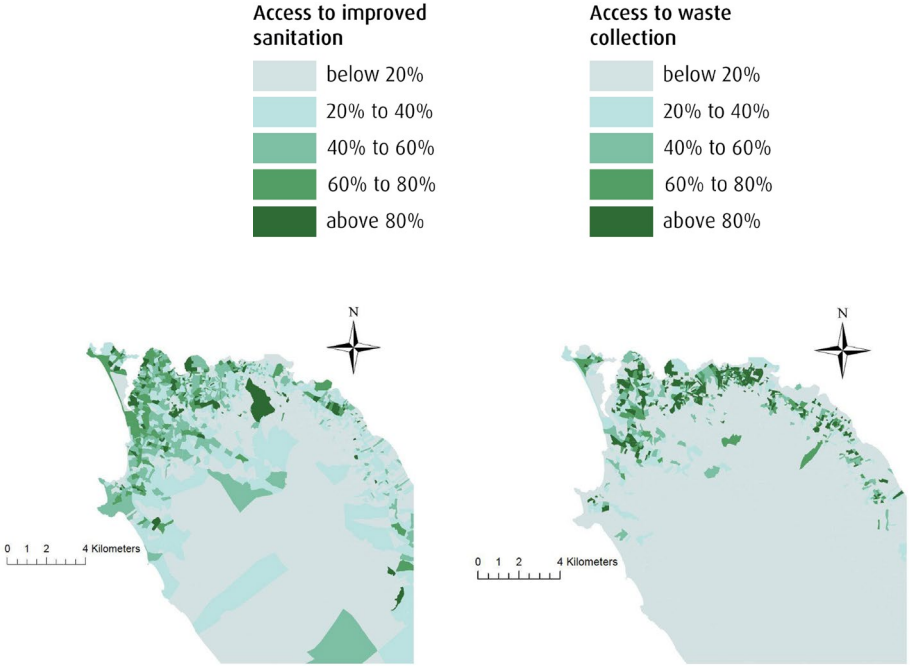 Access to improved
sanitation
below 20%
20% to 40%
40% to 60%
60% to 80%
above 80%
Access to waste
collection
below 20%
20% to 40%
40% to 60%
60% to 80%
above 80%
N
0 1 2 4 Kilometers
N
0 1 2 4 Kilometers